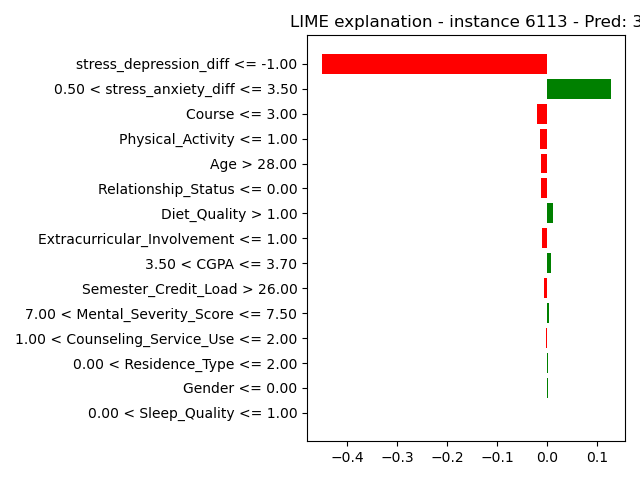 LIME explanation - instance 6113 - Pred: 3
stress_depression_diff <= -1.00
0.50 < stress_anxiety_diff <= 3.50
Course <= 3.00
Physical_Activity <= 1.00
Age > 28.00
Relationship_Status <= 0.00
Diet_Quality > 1.00
Extracurricular_Involvement <= 1.00
3.50 < CGPA <= 3.70
Semester_Credit_Load > 26.00
7.00 < Mental_Severity_Score <= 7.50
1.00 < Counseling_Service_Use <= 2.00
0.00 < Residence_Type <= 2.00
Gender <= 0.00
0.00 < Sleep_Quality <= 1.00
−0.4 −0.3 −0.2 −0.1 0.0 0.1